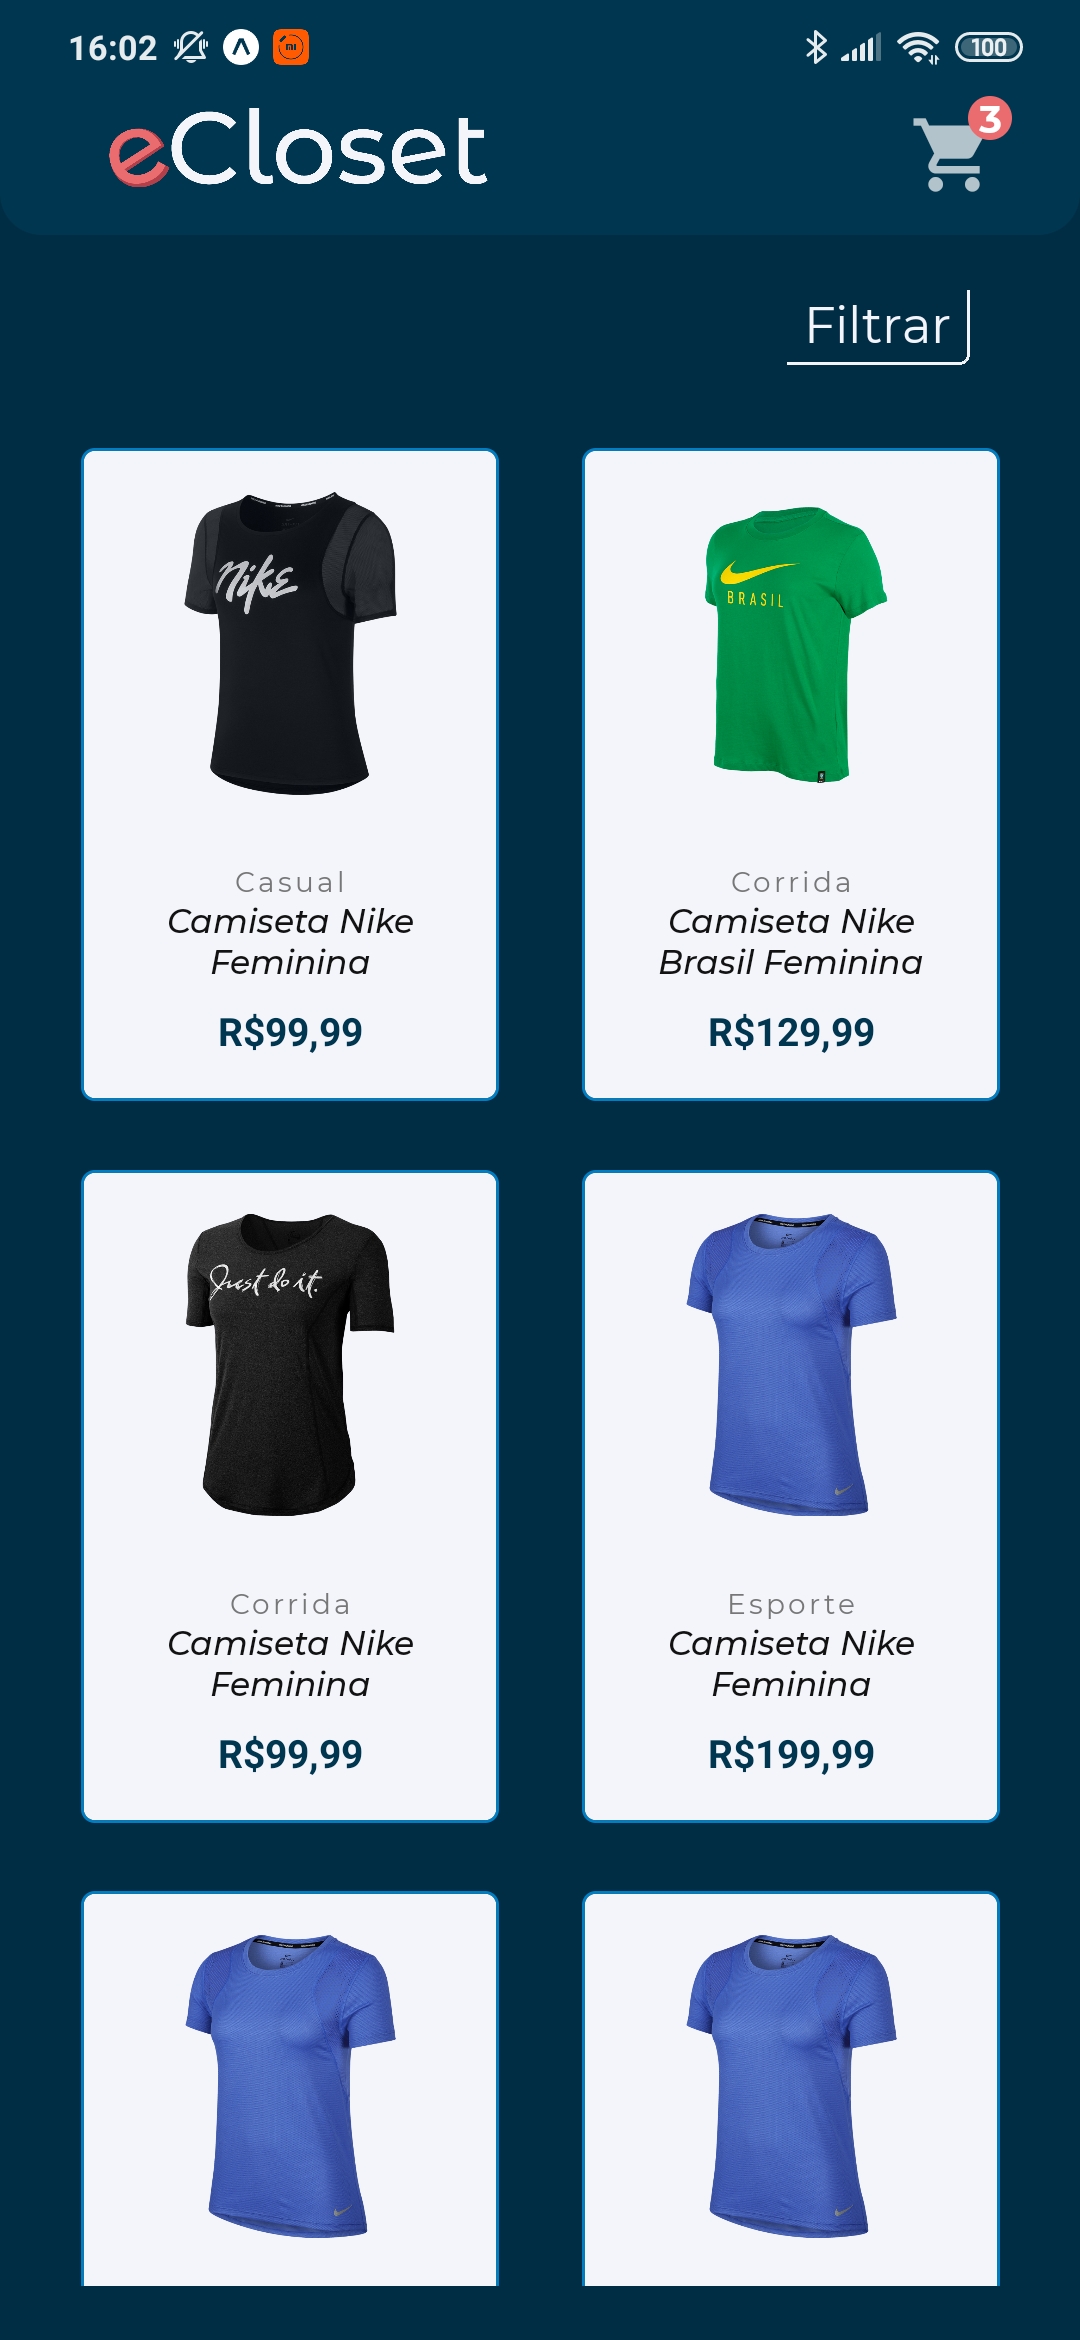 16:02
100
eCloset
3
Filtrar
Nike
BRASIL
Casual
Camiseta Nike
Feminina
R$99,99
Corrida
Camiseta Nike
Brasil Feminina
R$129,99
Just do it.
Corrida
Camiseta Nike
Feminina
R$99,99
Esporte
Camiseta Nike
Feminina
R$199,99